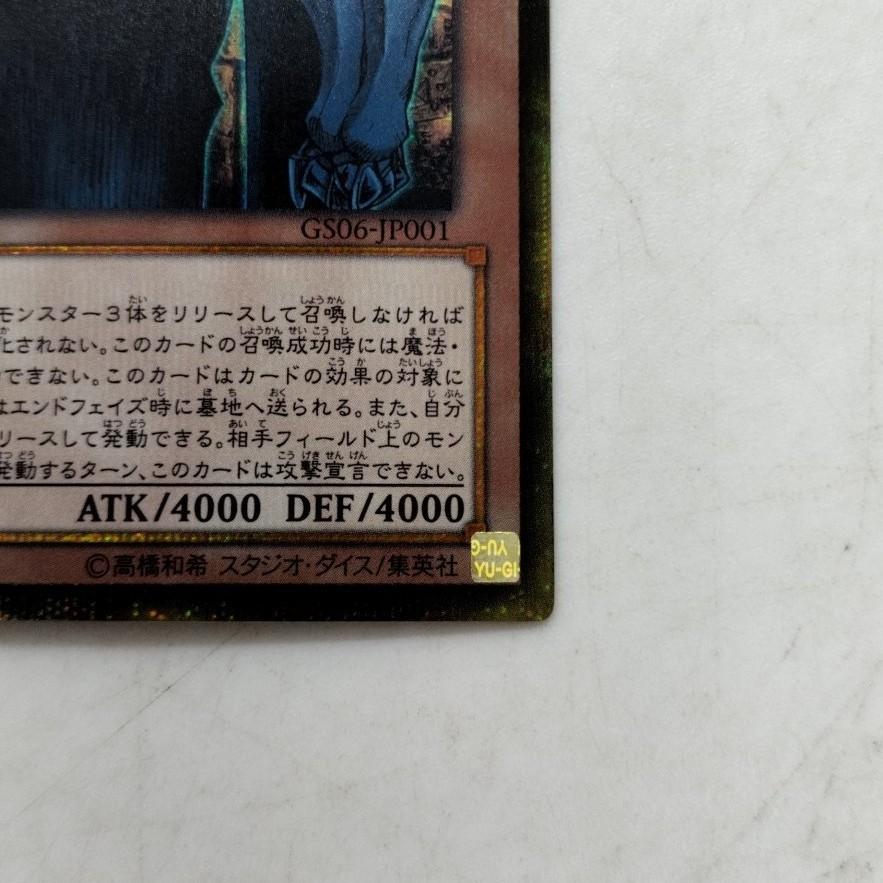 GS06-JP001
モンスター3体をリリースして召喚しなければ
化されない。このカードの召喚成功時には魔法・
できない。このカードはカードの効果の対象に
はエンドフェイズ時に墓地へ送られる。また、自分
リースして発動できる。相手フィールド上のモン
発動するターン、このカードは攻撃宣言できない。
ATK/4000 DEF/4000
©高橋和希 スタジオ・ダイス/集英社
YU-GI